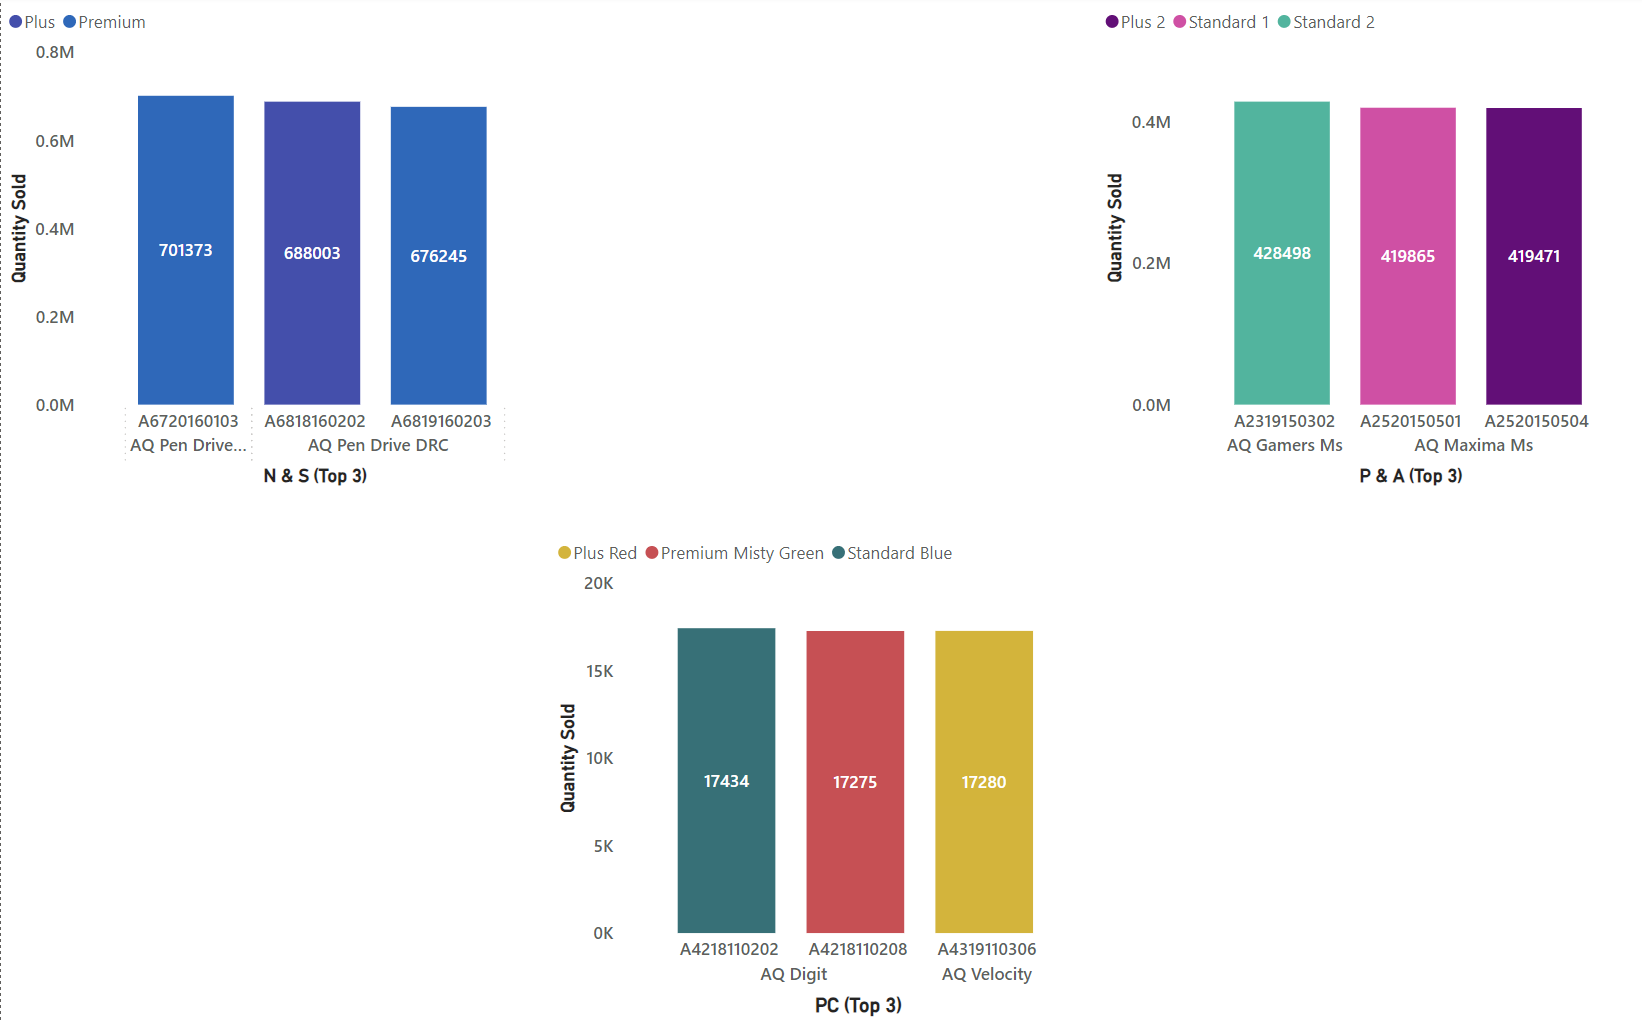 Plus Premium
0.8M
0.6M
0.4M
0.2M
0.0M
Quantity Sold
701373
688003
676245
A6720160103 A6818160202 A6819160203
AQ Pen Drive... AQ Pen Drive DRC
N & S (Top 3)
Plus 2 Standard 1 Standard 2
0.4M
0.2M
0.0M
Quantity Sold
428498
419865
419471
A2319150302 A2520150501 A2520150504
AQ Gamers Ms AQ Maxima Ms
P & A (Top 3)
Plus Red Premium Misty Green Standard Blue
20K
15K
10K
5K
0K
Quantity Sold
17434
17275
17280
A4218110202 A4218110208 A4319110306
AQ Digit AQ Velocity
PC (Top 3)